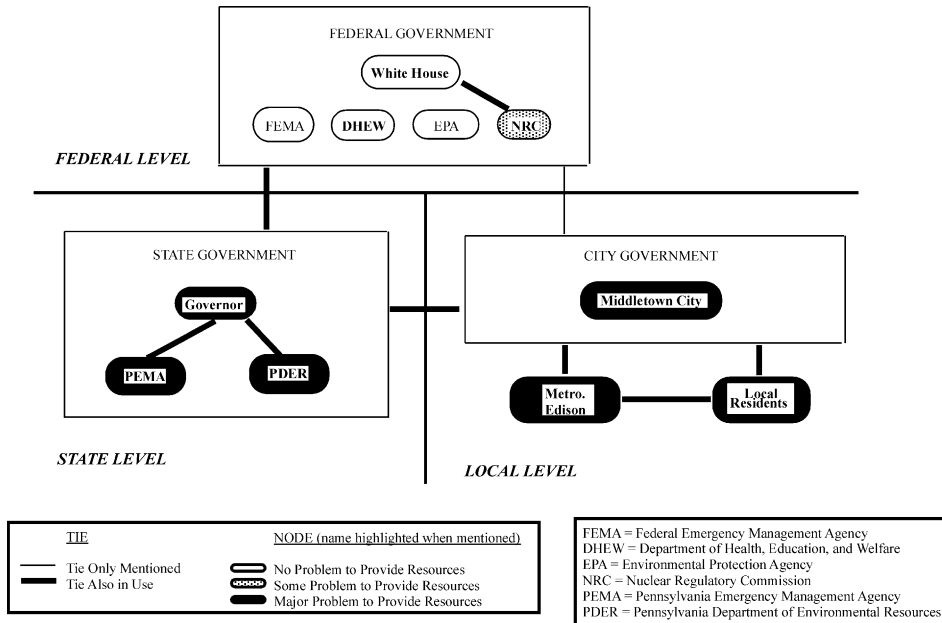 FEDERAL GOVERNMENT
White House
FEMA
DHEW
EPA
NRC
FEDERAL LEVEL
STATE GOVERNMENT
Governor
PEMA
PDER
STATE LEVEL
CITY GOVERNMENT
Middletown City
Metro.
Edison
Local
Residents
LOCAL LEVEL
TIE
Tie Only Mentioned
Tie Also in Use
NODE (name highlighted when mentioned)
No Problem to Provide Resources
Some Problem to Provide Resources
Major Problem to Provide Resources
FEMA = Federal Emergency Management Agency
DHEW = Department of Health, Education, and Welfare
EPA = Environmental Protection Agency
NRC = Nuclear Regulatory Commission
PEMA = Pennsylvania Emergency Management Agency
PDER = Pennsylvania Department of Environmental Resources